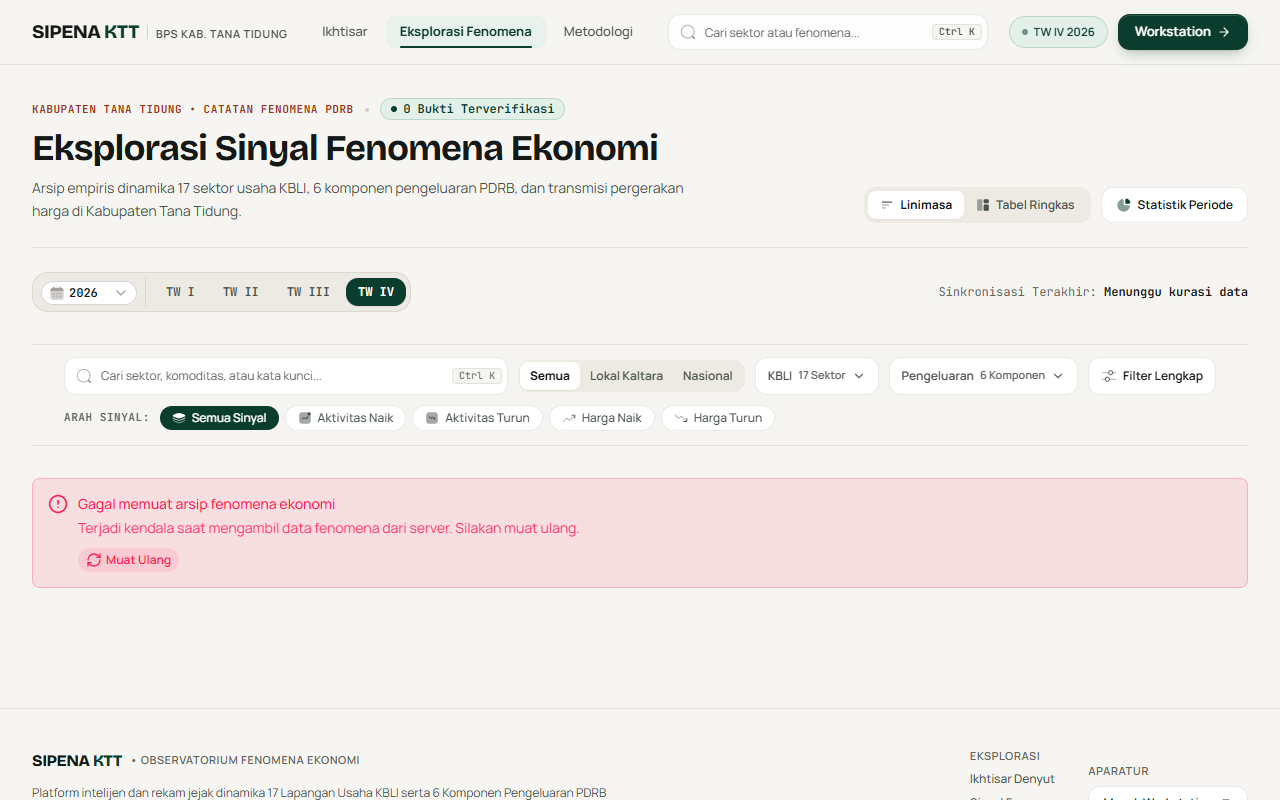 SIPENA KTT BPS KAB. TANA TIDUNG Ikhtisar Eksplorasi Fenomena Metodologi Cari sektor atau fenomena... Ctrl K TW IV 2026 Workstation →
KABUPATEN TANA TIDUNG • CATATAN FENOMENA PDRB • 0 Bukti Terverifikasi
Eksplorasi Sinyal Fenomena Ekonomi
Arsip empiris dinamika 17 sektor usaha KBLI, 6 komponen pengeluaran PDRB, dan transmisi pergerakan
harga di Kabupaten Tana Tidung.
Linimasa Tabel Ringkas Statistik Periode
2026 TW I TW II TW III TW IV Sinkronisasi Terakhir: Menunggu kurasi data
Cari sektor, komoditas, atau kata kunci... Ctrl K Semua Lokal Kaltara Nasional KBLI 17 Sektor Pengeluaran 6 Komponen Filter Lengkap
ARAH SINYAL: Semua Sinyal Aktivitas Naik Aktivitas Turun Harga Naik Harga Turun
Gagal memuat arsip fenomena ekonomi
Terjadi kendala saat mengambil data fenomena dari server. Silakan muat ulang.
Muat Ulang
SIPENA KTT • OBSERVATORIUM FENOMENA EKONOMI
Platform intelijen dan rekam jejak dinamika 17 Lapangan Usaha KBLI serta 6 Komponen Pengeluaran PDRB
EKSPLORASI
Ikhtisar Denyut
APARATUR